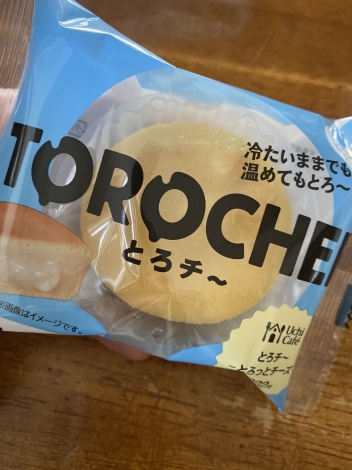 冷たいままでも
温めてもとろ～
TOROCHE
とろチ～
※画像はイメージです。
Uchi
Café
とろチ～
とろっとチーズ